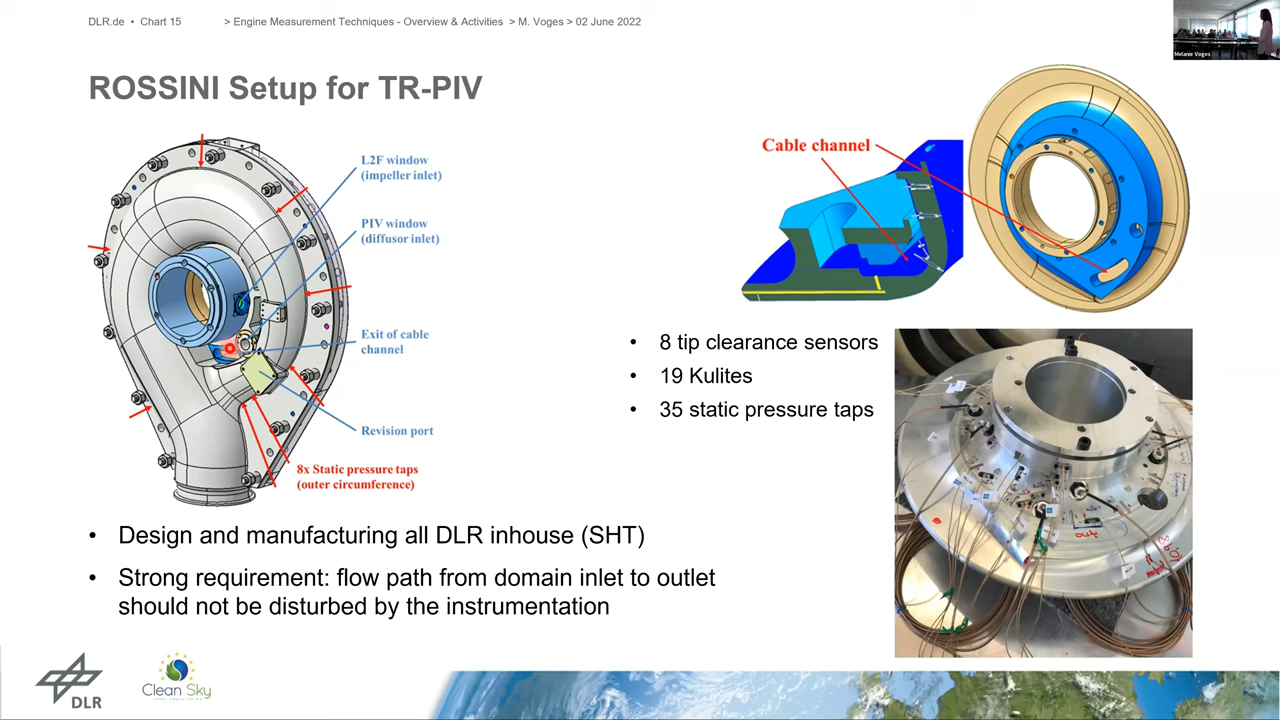 DLR.de • Chart 15 > Engine Measurement Techniques - Overview & Activities > M. Voges > 02 June 2022
Melanie Voges
ROSSINI Setup for TR-PIV
L2F window
(impeller inlet)
PIV window
(diffusor inlet)
Exit of cable
channel
Revision port
8x Static pressure taps
(outer circumference)
Cable channel
• 8 tip clearance sensors
• 19 Kulites
• 35 static pressure taps
• Design and manufacturing all DLR inhouse (SHT)
• Strong requirement: flow path from domain inlet to outlet
should not be disturbed by the instrumentation
DLR
Clean Sky